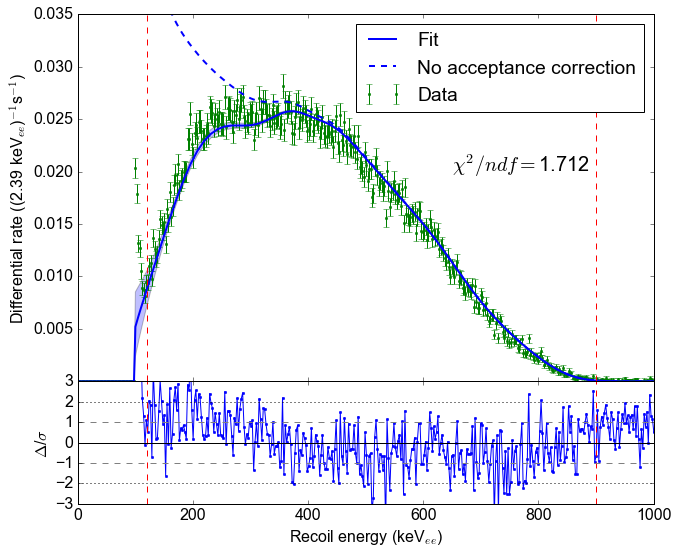 0.035
0.030
0.025
0.020
0.015
0.010
0.005
Differential rate ((2.39 keV_{ee})^{-1}s^{-1})
Fit
No acceptance correction
Data
χ²/ndf = 1.712
3
2
1
0
−1
−2
−3
Δ/σ
0 200 400 600 800 1000
Recoil energy (keV_{ee})